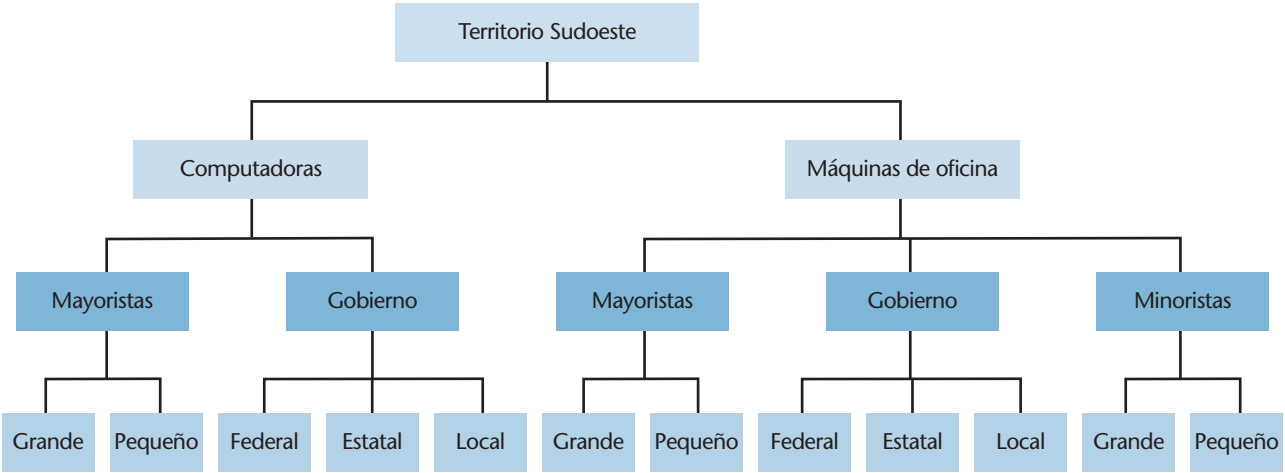 Territorio Sudoeste
Computadoras
Máquinas de oficina
Mayoristas
Gobierno
Mayoristas
Gobierno
Minoristas
Grande
Pequeño
Federal
Estatal
Local
Grande
Pequeño
Federal
Estatal
Local
Grande
Pequeño